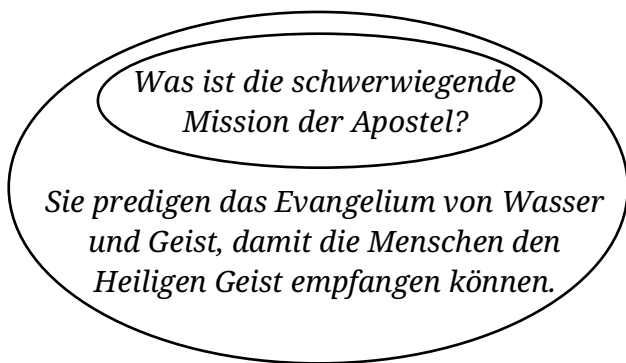 Was ist die schwerwiegende
Mission der Apostel?
Sie predigen das Evangelium von Wasser
und Geist, damit die Menschen den
Heiligen Geist empfangen können.